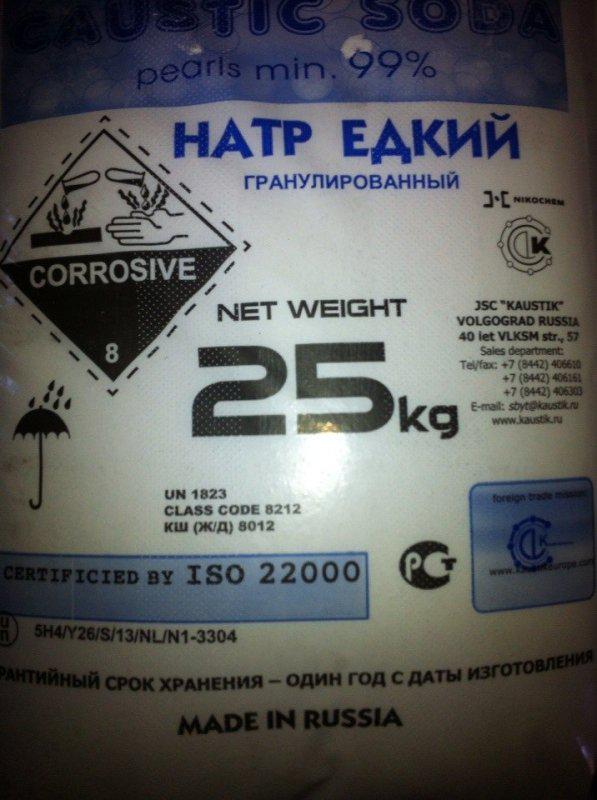 CAUSTIC SODA
pearls min. 99%
НАТР ЕДКИЙ
ГРАНУЛИРОВАННЫЙ
CORROSIVE
8
NIKOCHEM
NET WEIGHT
25kg
JSC "KAUSTIK"
VOLGOGRAD RUSSIA
40 let VLKSM str., 57
Sales department:
Tel/fax: +7 (8442) 406610
+7 (8442) 406161
+7 (8442) 406303
E-mail: sbyt@kaustik.ru
www.kaustik.ru
UN 1823
CLASS CODE 8212
КШ (Ж/Д) 8012
foreign trade mission
CERTIFICIED BY ISO 22000
РСТ
un
5H4/Y26/S/13/NL/N1-3304
РАНТИЙНЫЙ СРОК ХРАНЕНИЯ – ОДИН ГОД С ДАТЫ ИЗГОТОВЛЕНИЯ
MADE IN RUSSIA